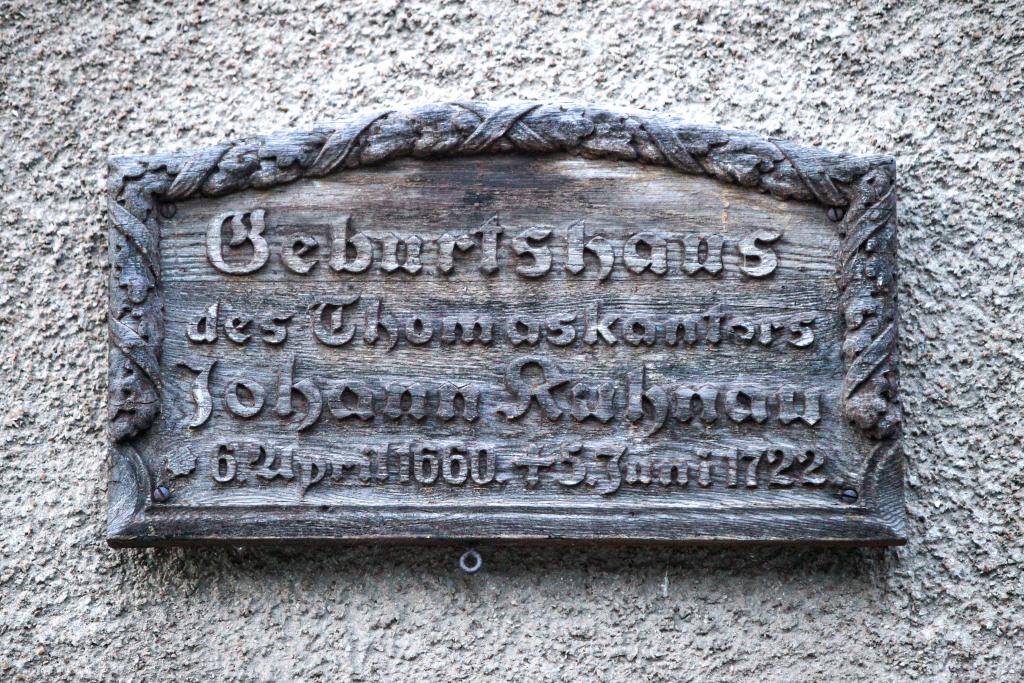 Geburtshaus
des Thomaskantors
Johann Kuhnau
* 6. April 1660. + 5. Juni 1722.